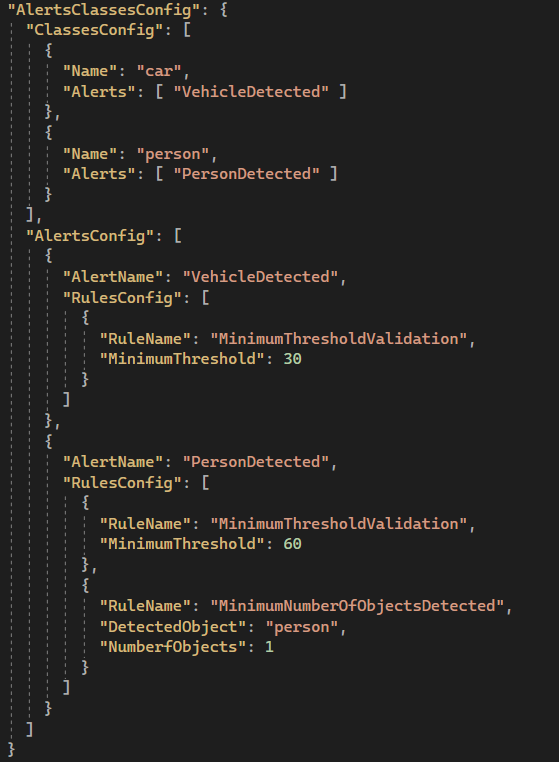 "AlertsClassesConfig": {
"ClassesConfig": [
{
"Name": "car",
"Alerts": [ "VehicleDetected" ]
},
{
"Name": "person",
"Alerts": [ "PersonDetected" ]
}
],
"AlertsConfig": [
{
"AlertName": "VehicleDetected",
"RulesConfig": [
{
"RuleName": "MinimumThresholdValidation",
"MinimumThreshold": 30
}
]
},
{
"AlertName": "PersonDetected",
"RulesConfig": [
{
"RuleName": "MinimumThresholdValidation",
"MinimumThreshold": 60
},
{
"RuleName": "MinimumNumberOfObjectsDetected",
"DetectedObject": "person",
"NumberfObjects": 1
}
]
}
]
}